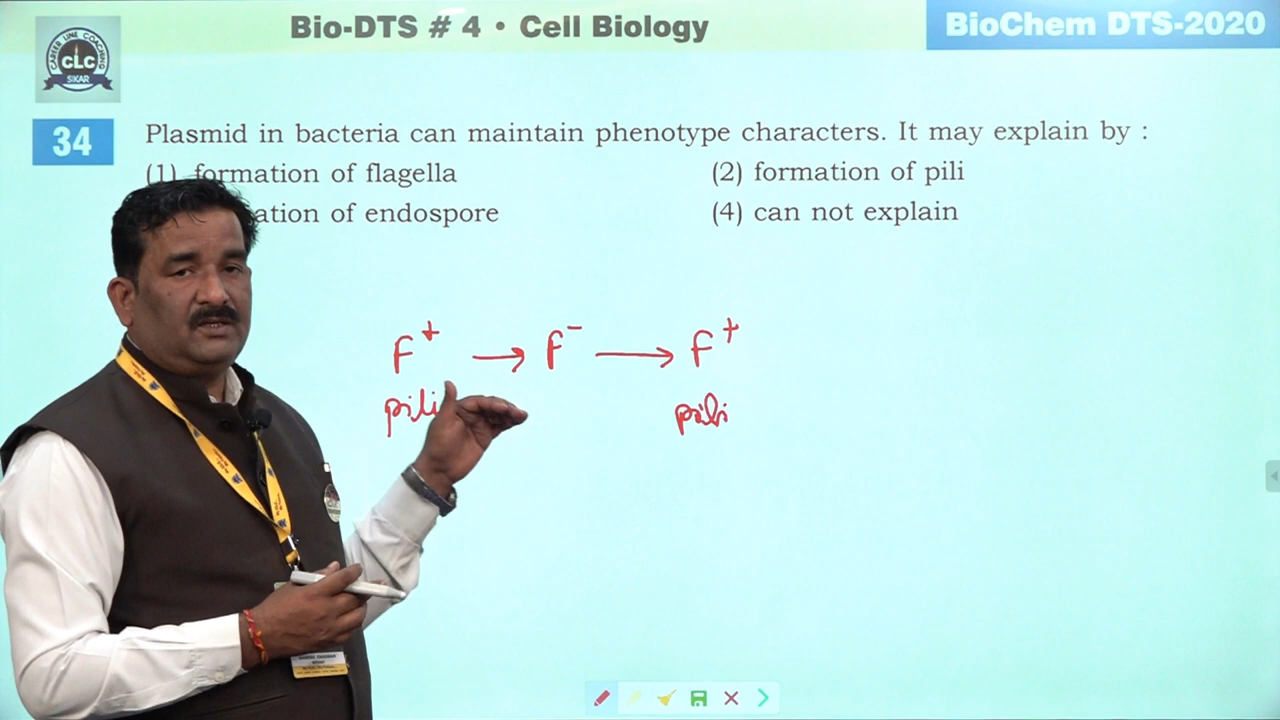 Bio-DTS # 4 • Cell Biology
BioChem DTS-2020
CAREER LINE COACHING
CLC
SIKAR
34
Plasmid in bacteria can maintain phenotype characters. It may explain by :
(1) formation of flagella
(2) formation of pili
ation of endospore
(4) can not explain
F+ → F- → F+
pili pili